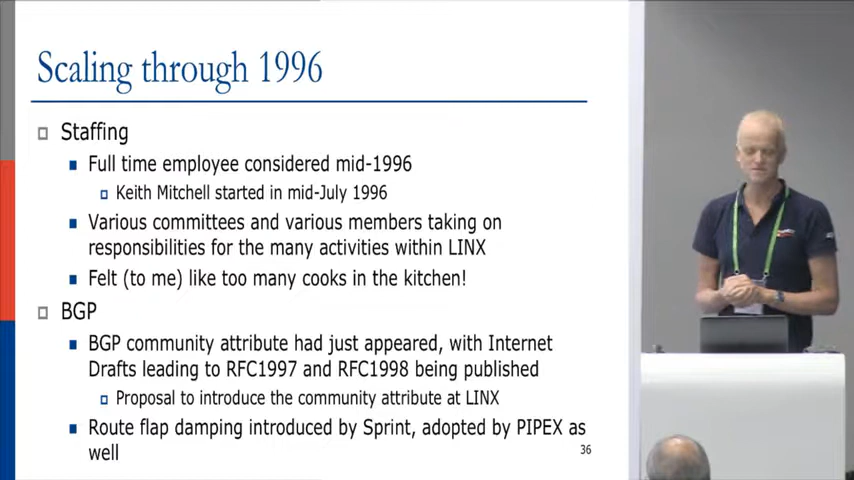 Scaling through 1996
Staffing
Full time employee considered mid-1996
Keith Mitchell started in mid-July 1996
Various committees and various members taking on
responsibilities for the many activities within LINX
Felt (to me) like too many cooks in the kitchen!
BGP
BGP community attribute had just appeared, with Internet
Drafts leading to RFC1997 and RFC1998 being published
Proposal to introduce the community attribute at LINX
Route flap damping introduced by Sprint, adopted by PIPEX as
well
36